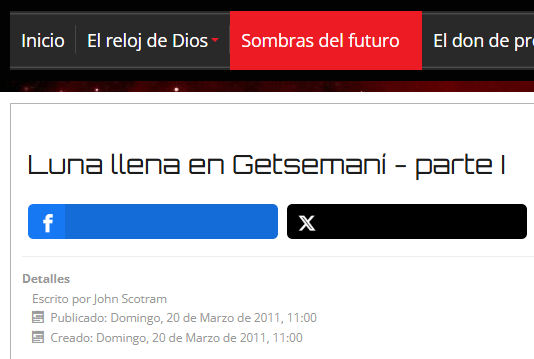 Inicio El reloj de Dios Sombras del futuro El don de pr
Luna llena en Getsemaní - parte I
Detalles
Escrito por John Scotram
Publicado: Domingo, 20 de Marzo de 2011, 11:00
Creado: Domingo, 20 de Marzo de 2011, 11:00